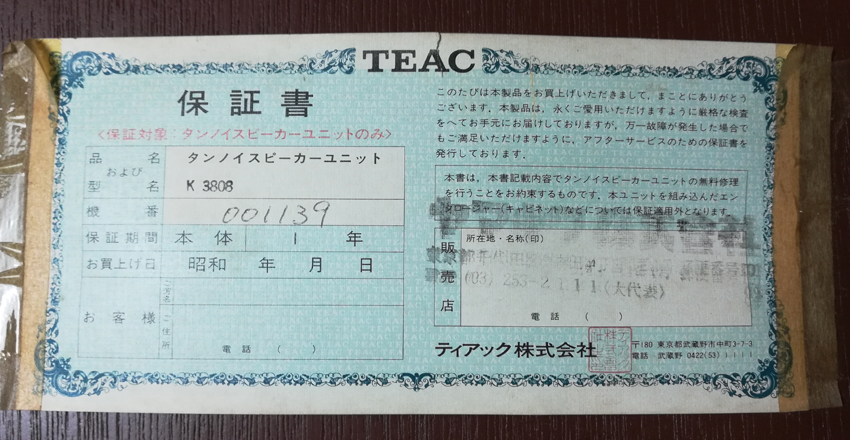 TEAC
保証書
〈保証対象:タンノイスピーカーユニットのみ〉
品名
および
型名
タンノイスピーカーユニット
K 3808
機番
001139
保証期間 本体 1年
お買上げ日 昭和 年 月 日
お客様
ご芳名
ご住所
電話 ( )
このたびは本製品をお買上げいただきまして、まことにありがとう
ございます。本製品は、永くご愛用いただけますように厳格な検査
をへてお手元にお届けしておりますが、万一故障が発生した場合で
もご満足いただけますように、アフターサービスのための保証書を
発行しております。
本書は、本書記載内容でタンノイスピーカーユニットの無料修理
を行うことをお約束するものです。本ユニットを組み込んだエン
クロージャー(キャビネット)などについては保証適用外となります。
販売店
所在地・名称(印)
(03) 253-2111(大代表)
電話 ( )
ティアック株式会社
〒180 東京都武蔵野市中町3-7-3
電話 武蔵野 0422(53)1111